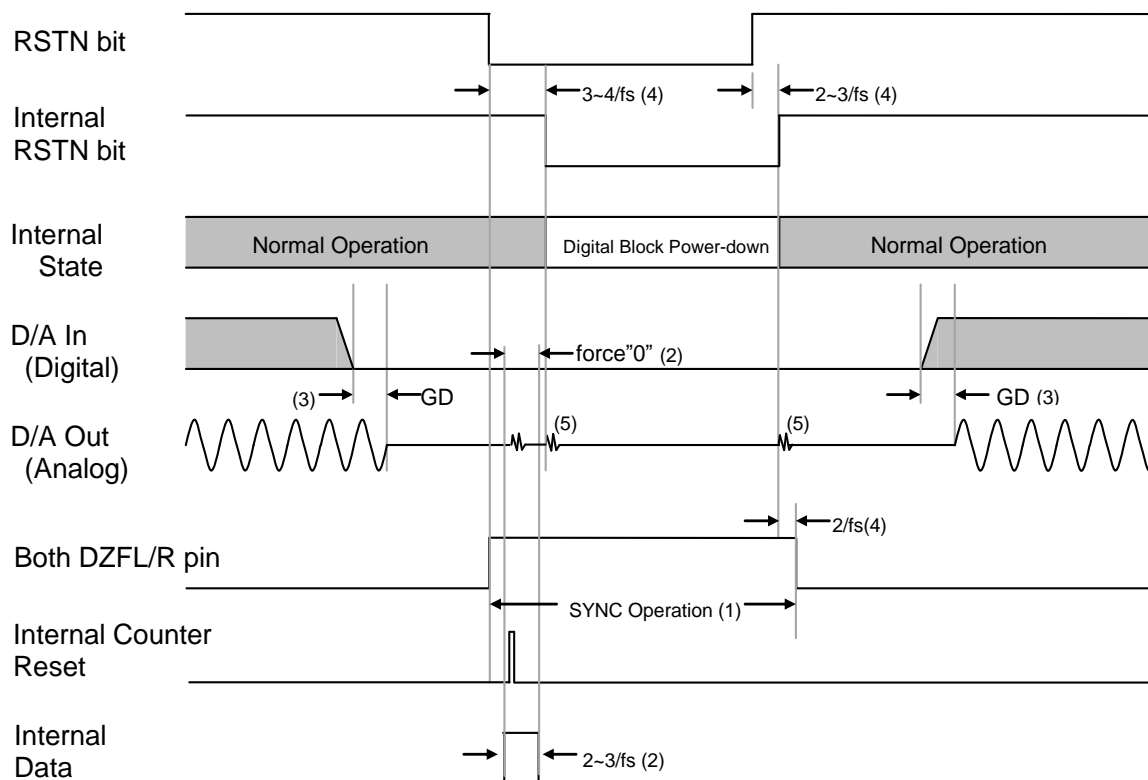 RSTN bit
3~4/fs (4)
2~3/fs (4)
Internal
RSTN bit
Internal
State
Normal Operation
Digital Block Power-down
Normal Operation
D/A In
(Digital)
force"0" (2)
(3)
GD
GD (3)
D/A Out
(Analog)
(5)
(5)
2/fs(4)
Both DZFL/R pin
SYNC Operation (1)
Internal Counter
Reset
Internal
Data
2~3/fs (2)